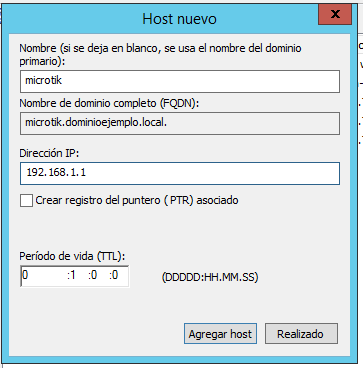 Host nuevo
x
Nombre (si se deja en blanco, se usa el nombre del dominio
primario):
microtik
Nombre de dominio completo (FQDN):
microtik.dominioejemplo.local.
Dirección IP:
192.168.1.1
Crear registro del puntero (PTR) asociado
Período de vida (TTL):
0 :1 :0 :0 (DDDDD:HH.MM.SS)
Agregar host Realizado